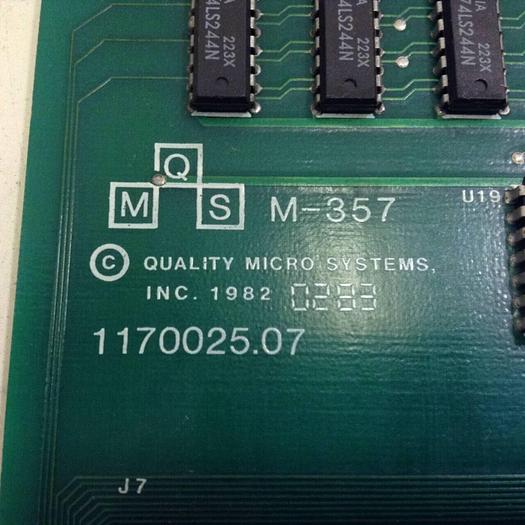 74LS244N
223X
74LS244N
223X
74LS244N
223X
Q
M S M-357
U19
© QUALITY MICRO SYSTEMS,
INC. 1982 0283
1170025.07
J7